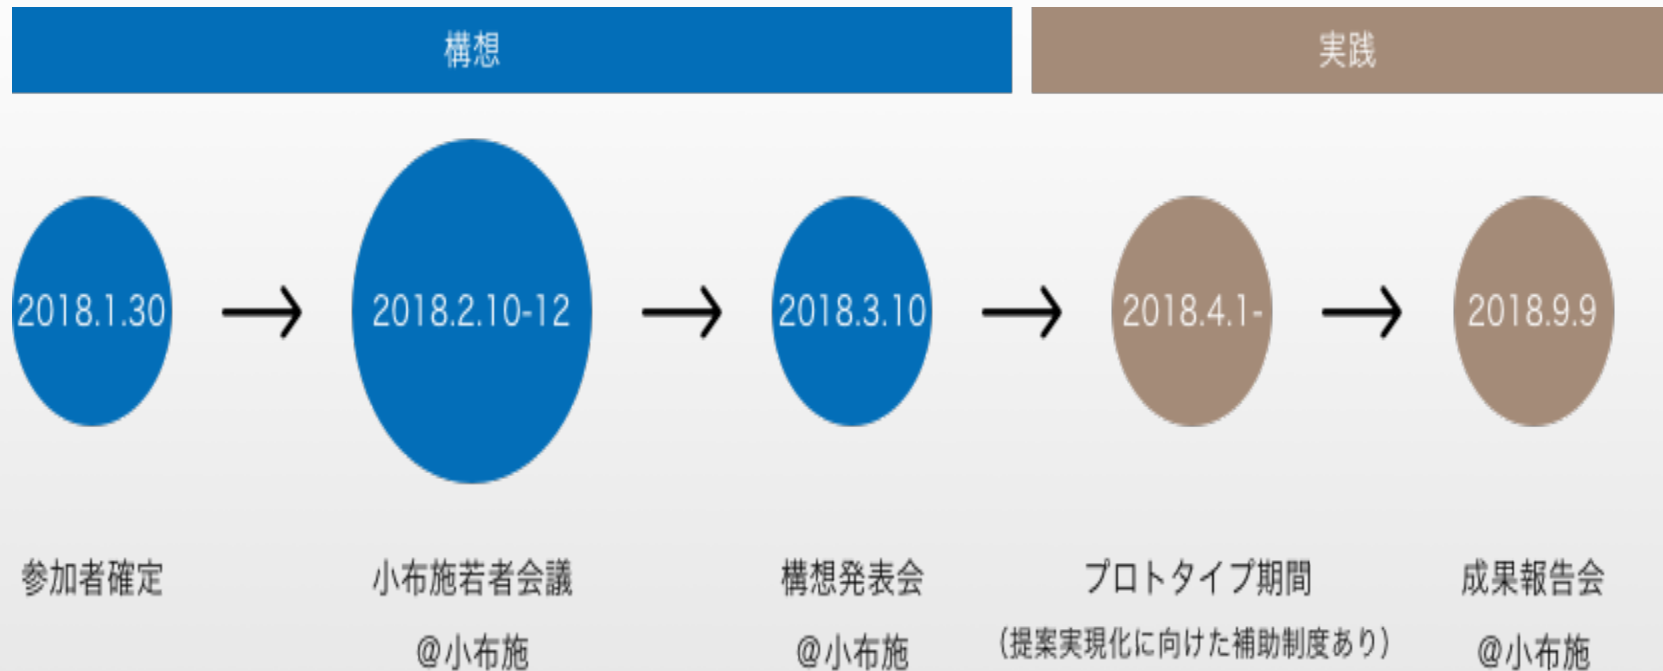 構想
実践
2018.1.30
2018.2.10-12
2018.3.10
2018.4.1-
2018.9.9
参加者確定
小布施若者会議
@小布施
構想発表会
@小布施
プロトタイプ期間
（提案実現化に向けた補助制度あり）
成果報告会
@小布施